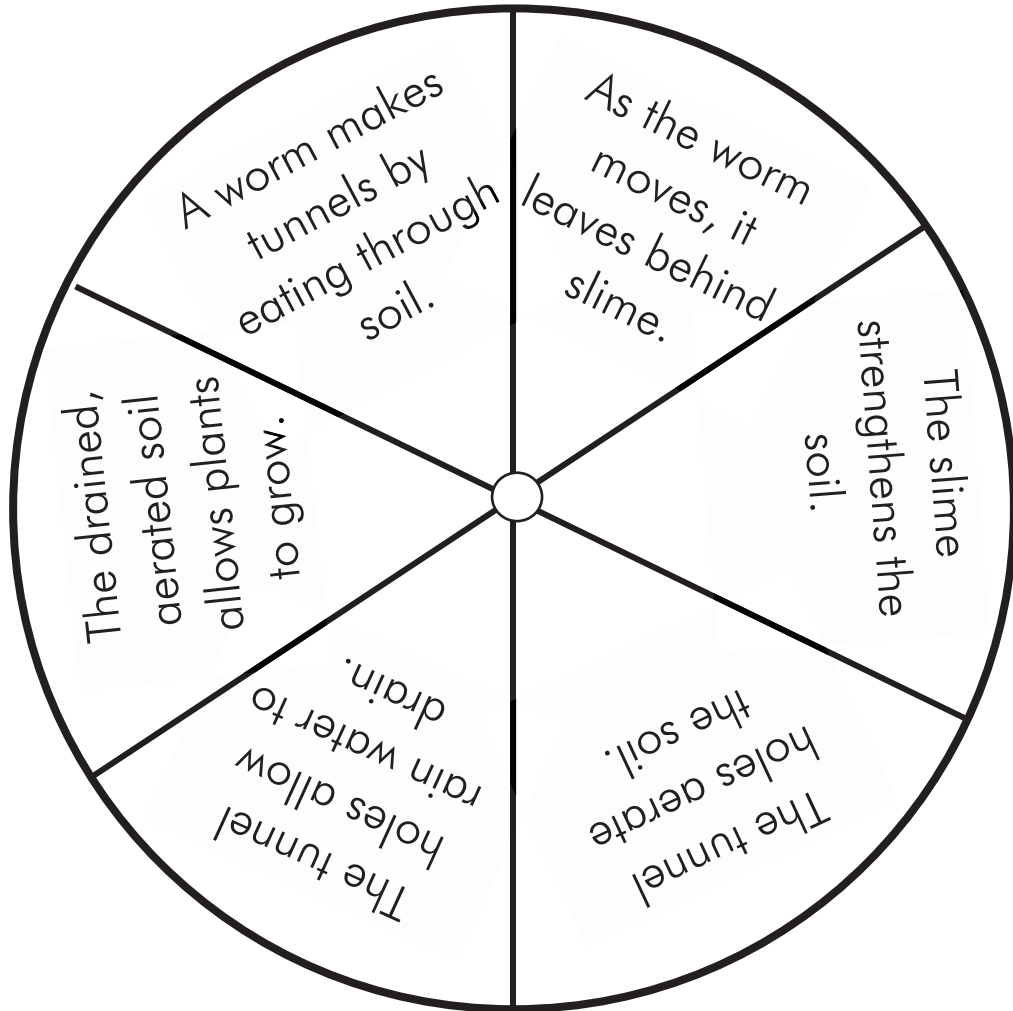 A worm makes
tunnels by
eating through
soil.
As the worm
moves, it
leaves behind
slime.
The slime
strengthens the
soil.
The tunnel
holes aerate
the soil.
The tunnel
holes allow
rain water to
drain.
The drained,
aerated soil
allows plants
to grow.